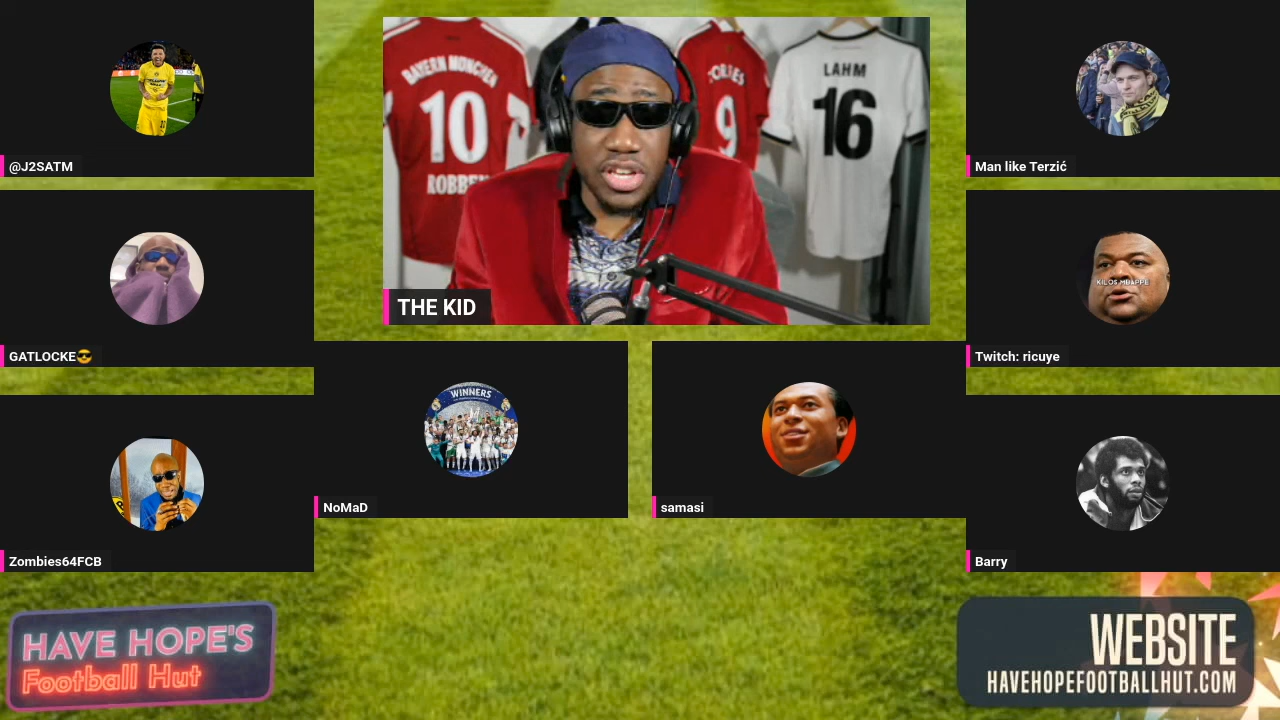 @J2SATM
BAYERN MÜNCHEN
10
ROBBEN
9
LAHM
16
THE KID
Man like Terzić
GATLOCKE😎
KILOS MBAPPE
Twitch: ricuye
WINNERS
NoMaD
samasi
Zombies64FCB
Barry
HAVE HOPE'S
Football Hut
WEBSITE
HAVEHOPEFOOTBALLHUT.COM